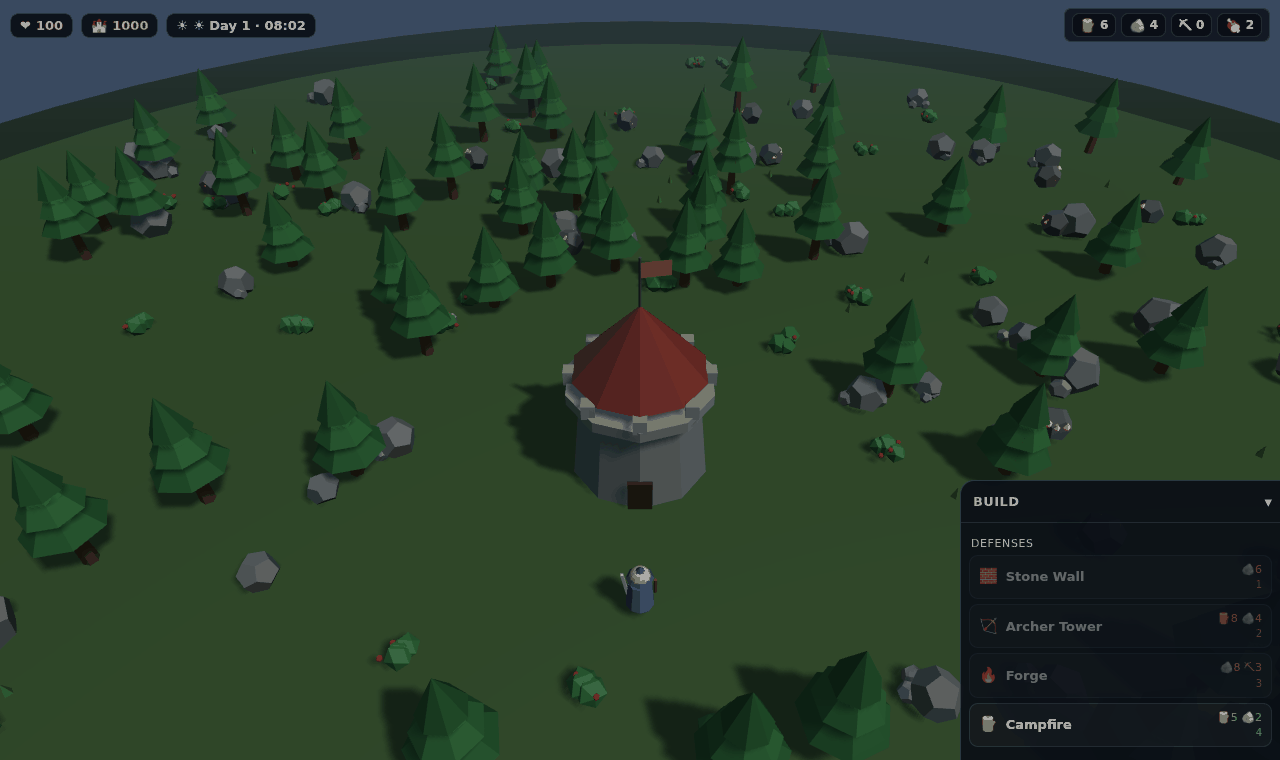 100
1000
Day 1 · 08:02
6 4 0 2
BUILD
DEFENSES
Stone Wall 6
1
Archer Tower 8 4
2
Forge 8 3
3
Campfire 5 2
4